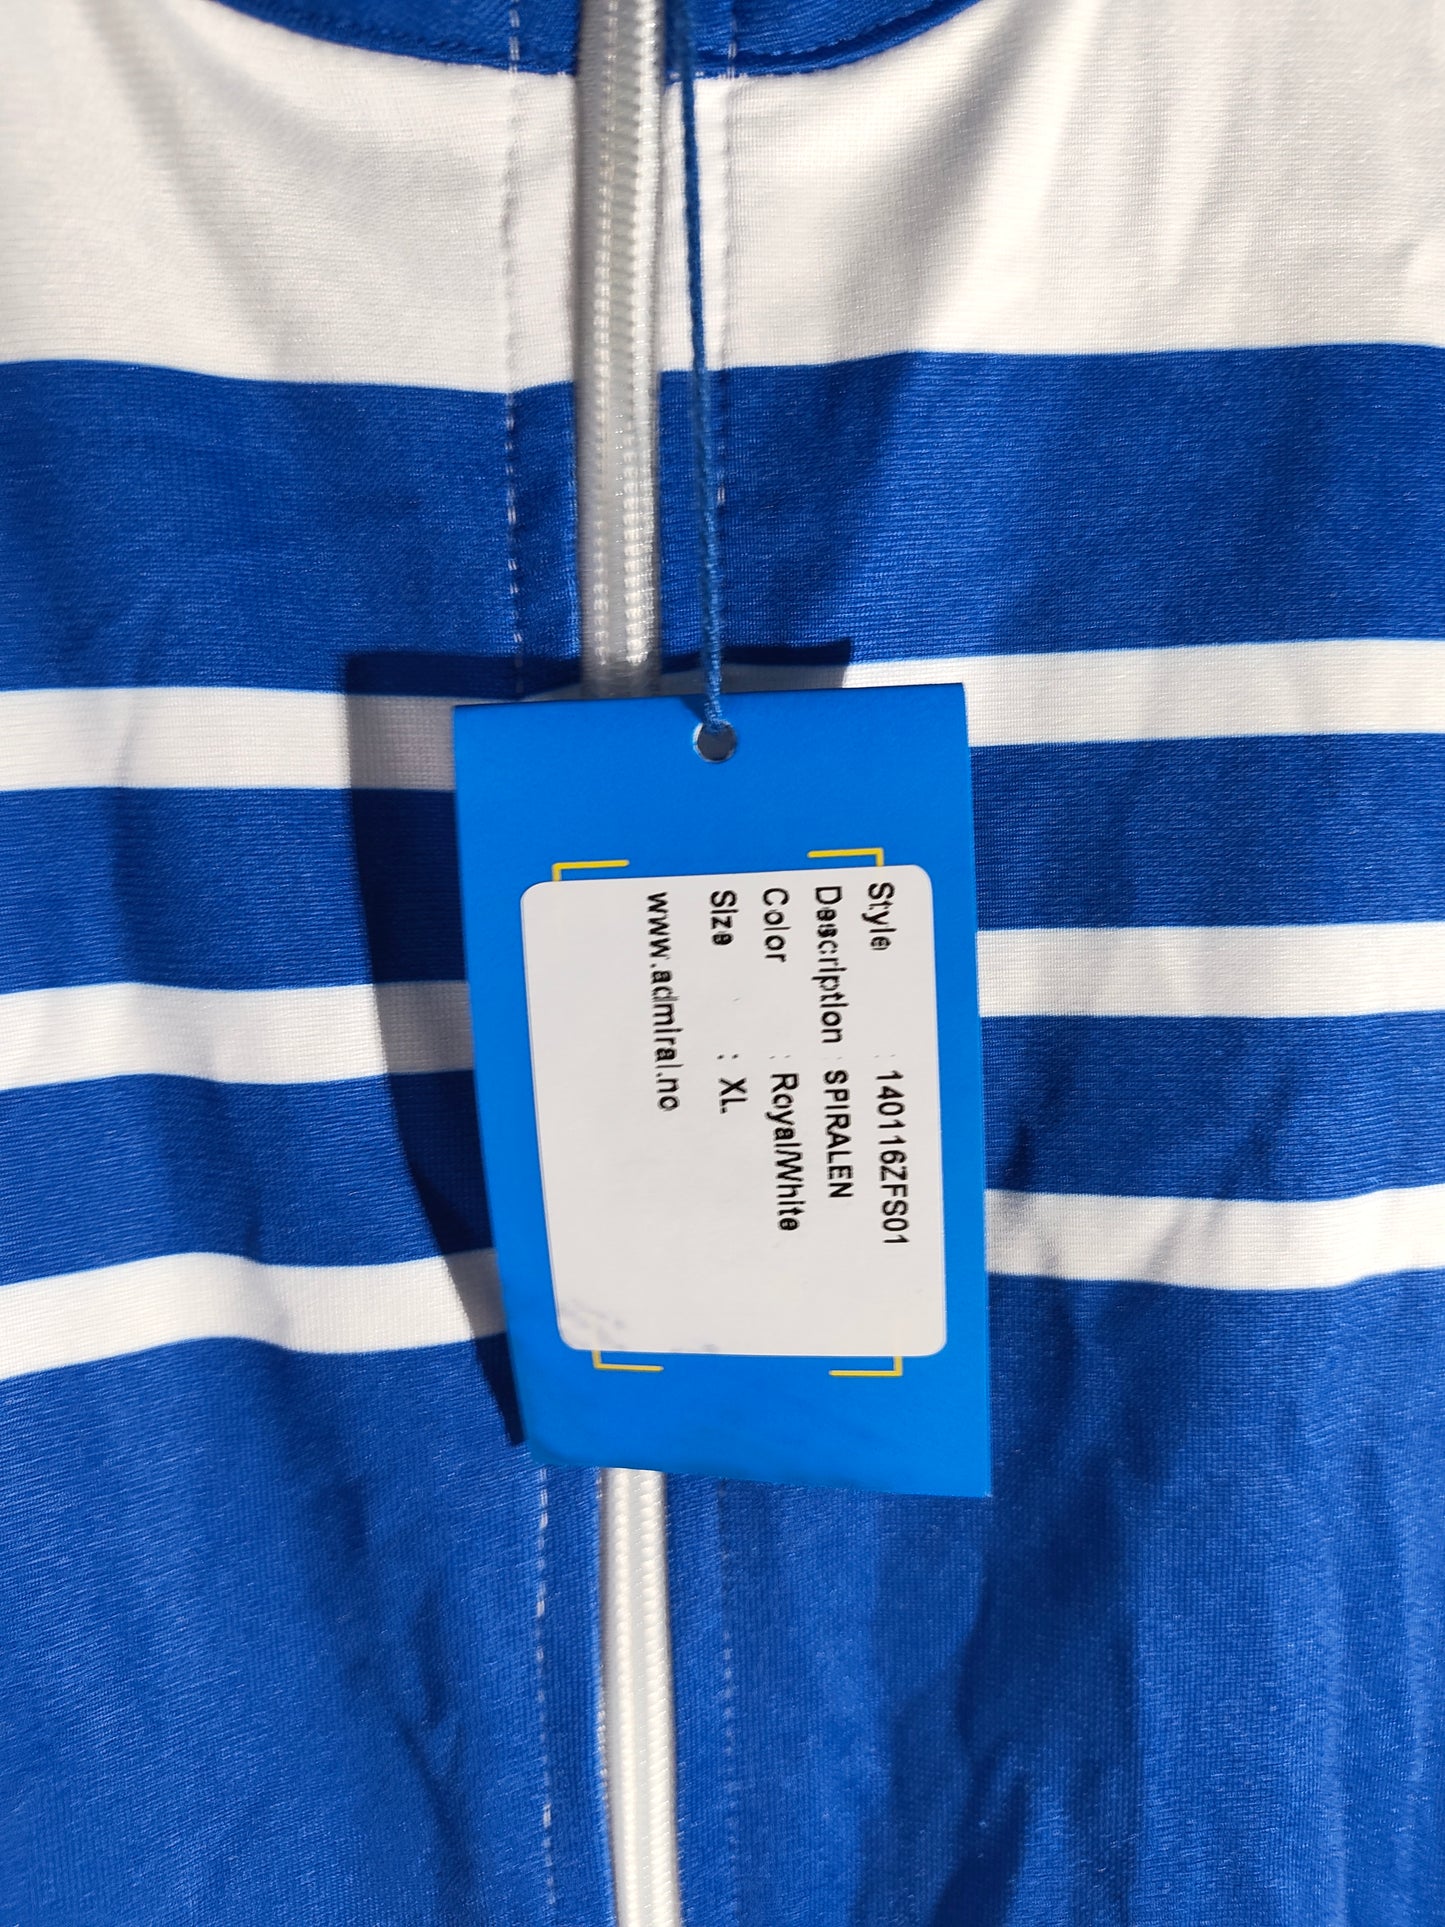 Style : 140116ZFS01
Description : SPIRALEN
Color : Royal/White
Size : XL
www.admiral.no